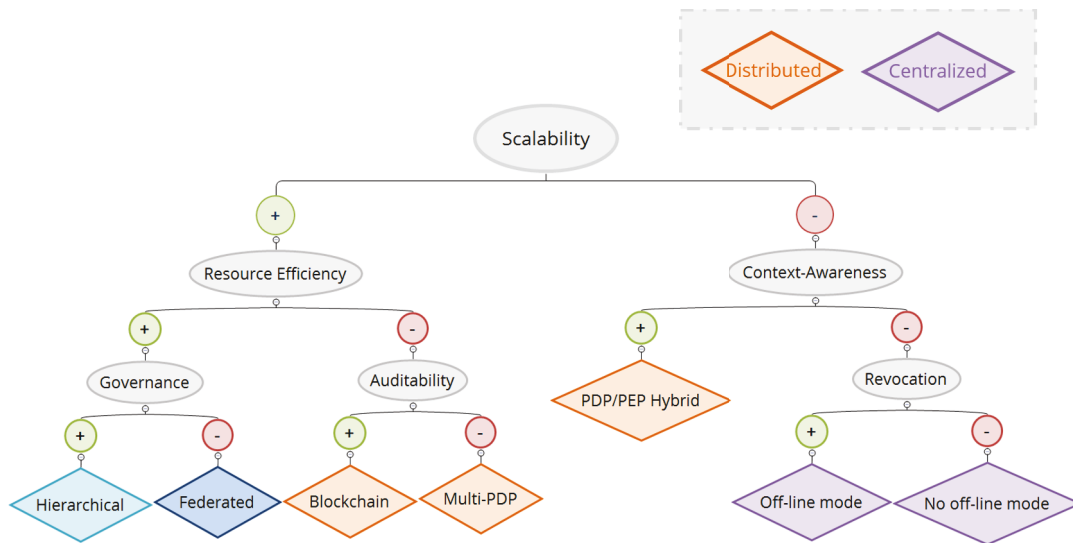 Distributed
Centralized
Scalability
+
-
Resource Efficiency
Context-Awareness
+
-
+
-
Governance
Auditability
PDP/PEP Hybrid
Revocation
+
-
+
-
+
-
Hierarchical
Federated
Blockchain
Multi-PDP
Off-line mode
No off-line mode